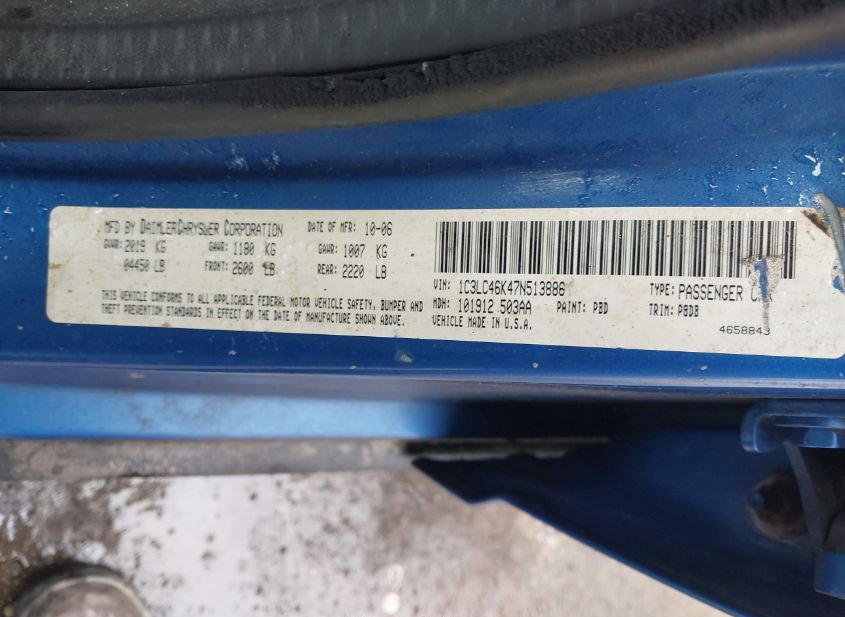 MFD BY DAIMLERCHRYSLER CORPORATION DATE OF MFR: 10-06
GVWR: 2019 KG GAWR: 1180 KG GAWR: 1007 KG
04450 LB FRONT: 2600 LB REAR: 2220 LB
THIS VEHICLE CONFORMS TO ALL APPLICABLE FEDERAL MOTOR VEHICLE SAFETY, BUMPER AND
THEFT PREVENTION STANDARDS IN EFFECT ON THE DATE OF MANUFACTURE SHOWN ABOVE.
VIN: 1C3LC46K47N513886 TYPE: PASSENGER CAR
MDH: 101912 503AA PAINT: PBD TRIM: P8DB
VEHICLE MADE IN U.S.A.
4658843